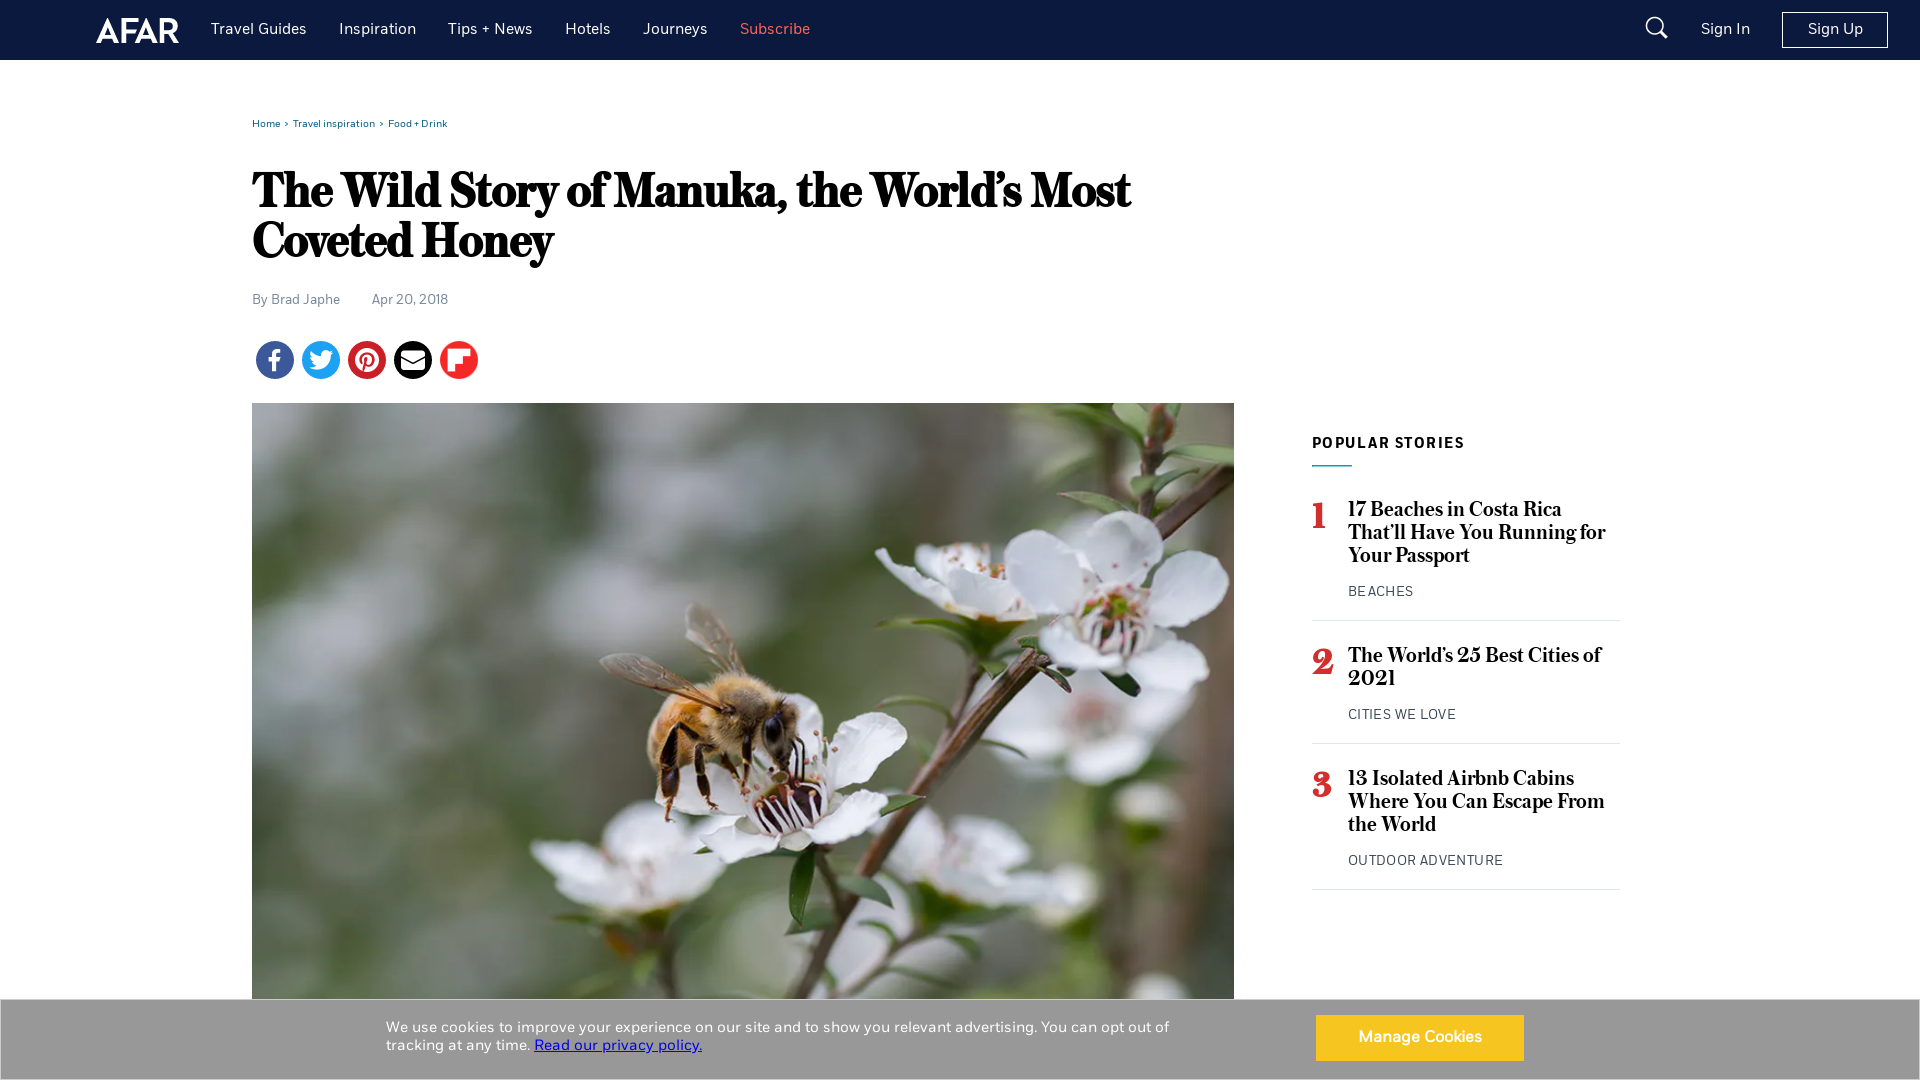 AFAR Travel Guides Inspiration Tips + News Hotels Journeys Subscribe Sign In Sign Up
Home > Travel inspiration > Food + Drink
The Wild Story of Manuka, the World’s Most
Coveted Honey
By Brad Japhe Apr 20, 2018
POPULAR STORIES
1 17 Beaches in Costa Rica
That’ll Have You Running for
Your Passport
BEACHES
2 The World’s 25 Best Cities of
2021
CITIES WE LOVE
3 13 Isolated Airbnb Cabins
Where You Can Escape From
the World
OUTDOOR ADVENTURE
We use cookies to improve your experience on our site and to show you relevant advertising. You can opt out of
tracking at any time. Read our privacy policy.
Manage Cookies